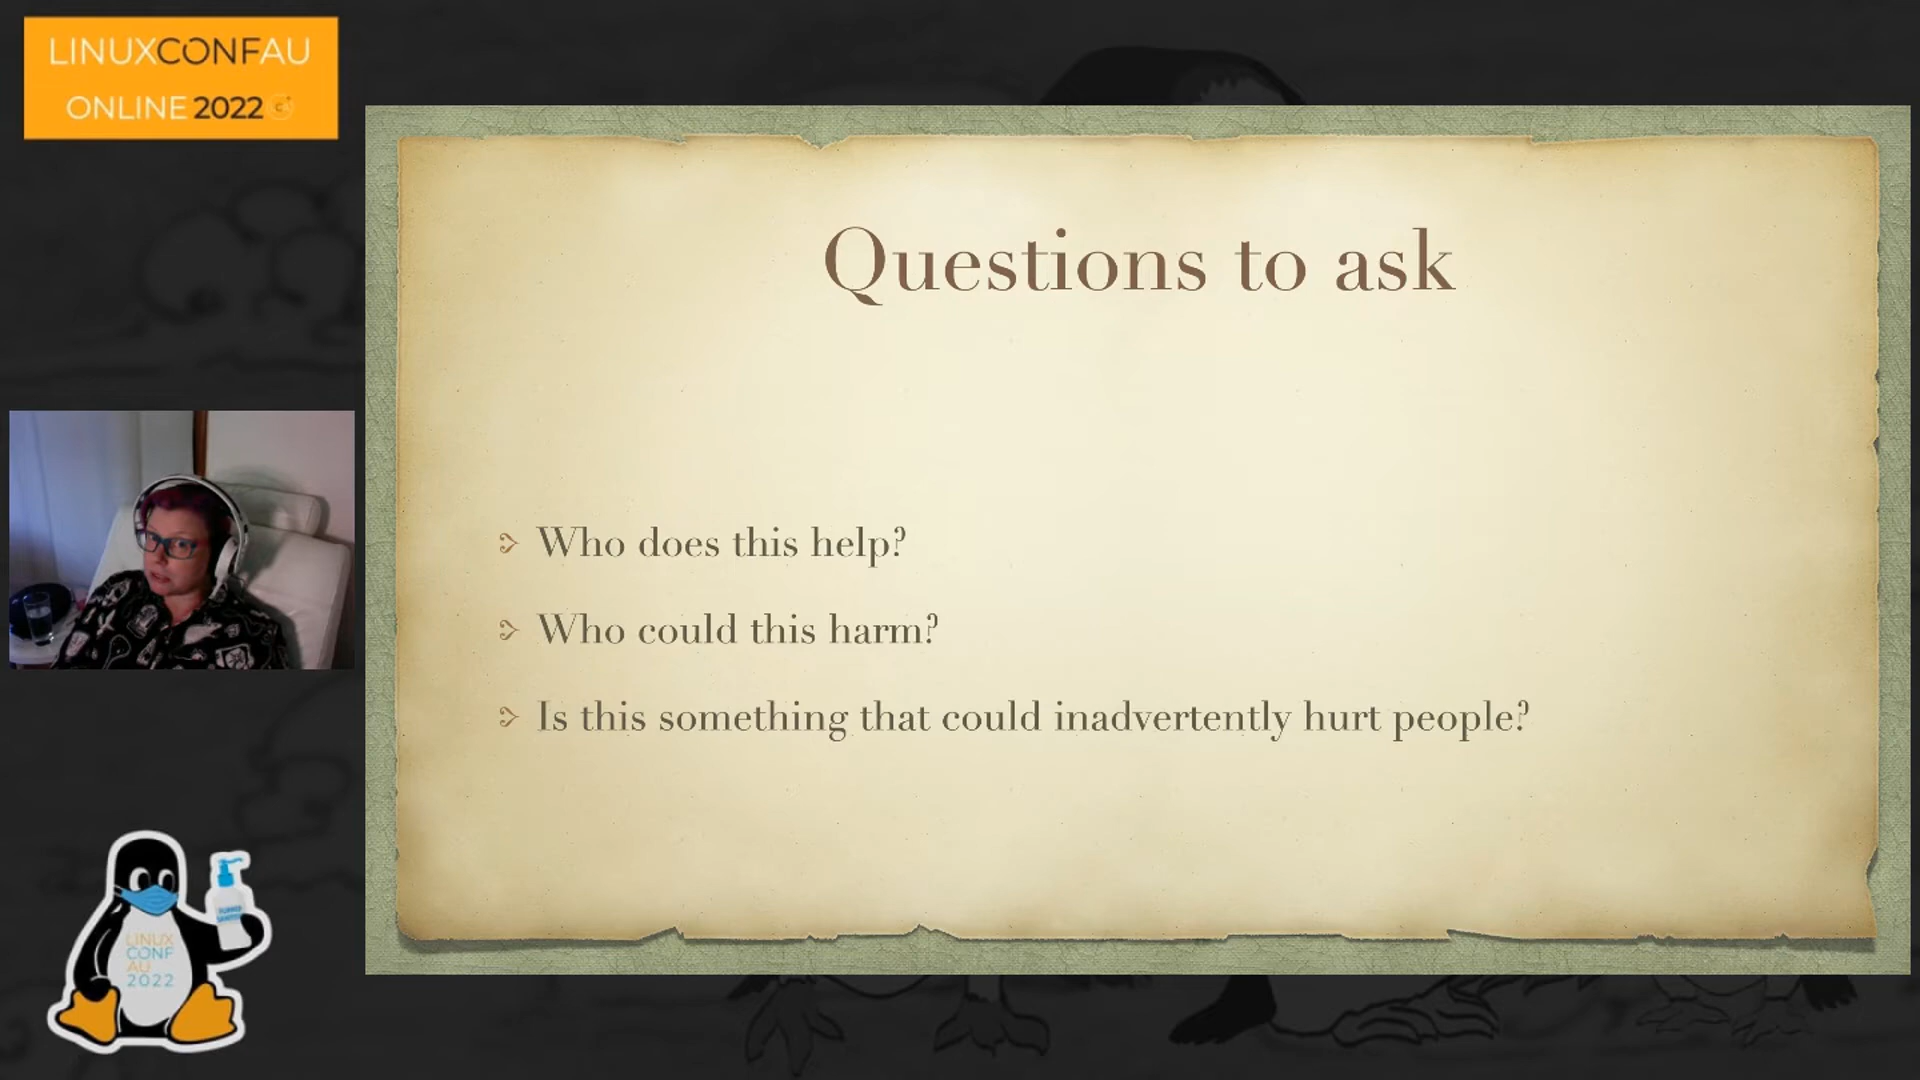 LINUXCONFAU
ONLINE 2022
Questions to ask
Who does this help?
Who could this harm?
Is this something that could inadvertently hurt people?
LINUX
CONF
AU
2022